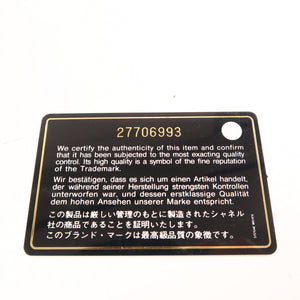 27706993
We certify the authenticity of this item and confirm
that it has been subjected to the most exacting quality
control. Its high quality is a symbol of the fine reputation
of the Trademark.
Wir bestätigen, dass es sich um einen Artikel handelt,
der während seiner Herstellung strengsten Kontrollen
unterworfen war, und dessen erstklassige Qualität
dem hohen Ansehen unserer Marke entspricht.
この製品は厳しい管理のもとに製造されたシャネル
社の商品であることを証明いたします。
このブランド・マークは最高級品質の象徴です。